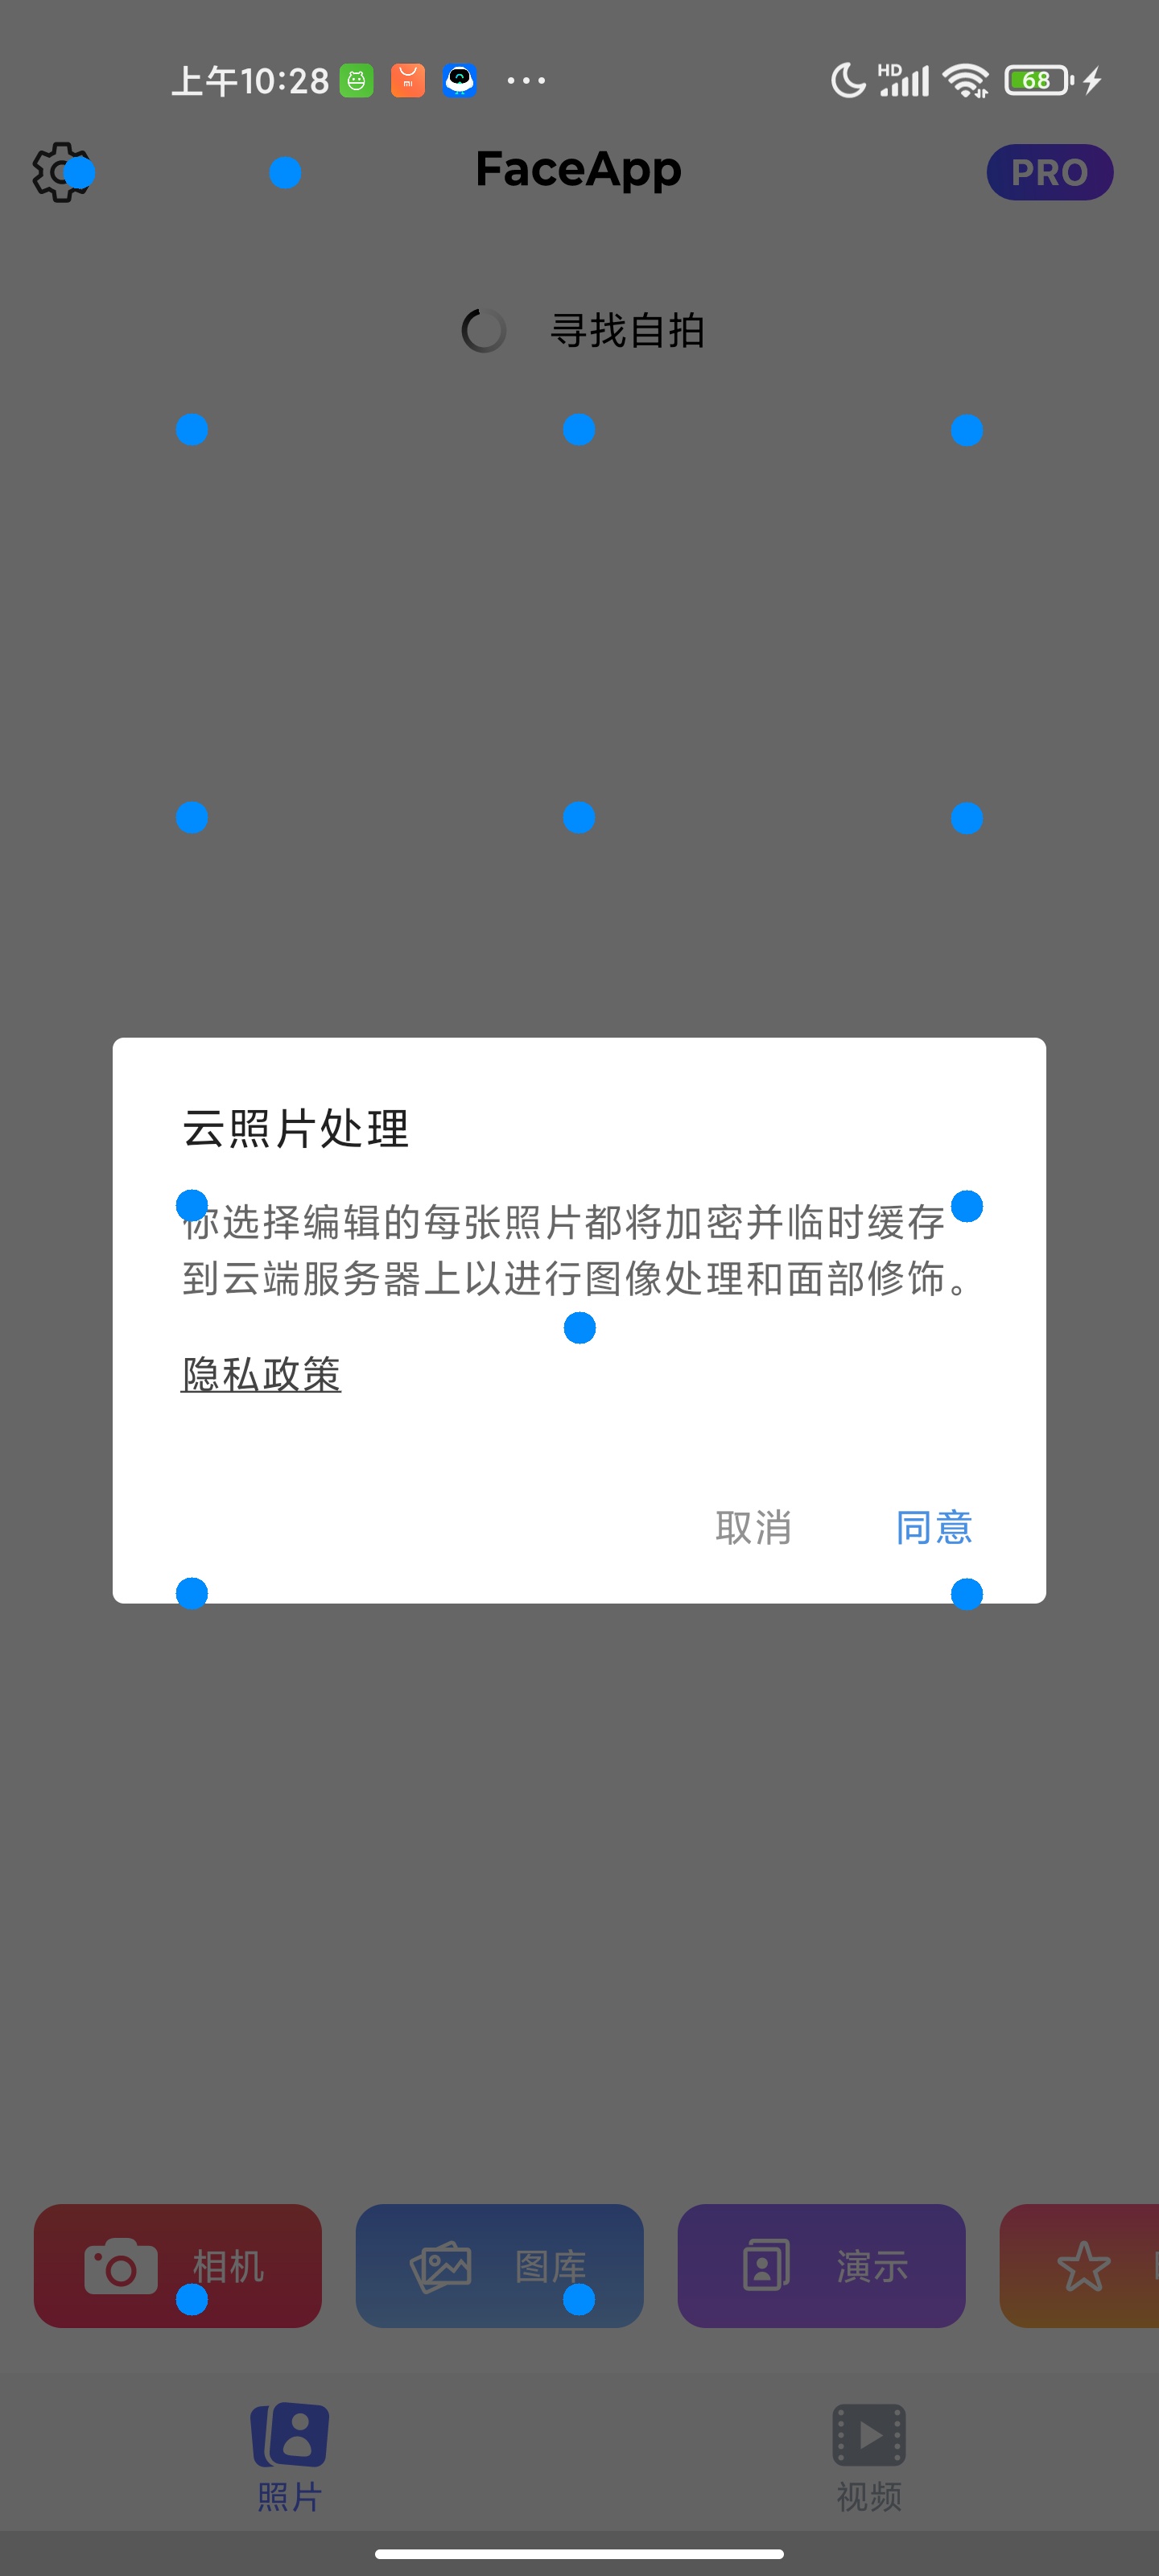 上午10:28
HD
68
FaceApp
PRO
寻找自拍
云照片处理
你选择编辑的每张照片都将加密并临时缓存
到云端服务器上以进行图像处理和面部修饰。
隐私政策
取消 同意
相机 图库 演示
照片 视频